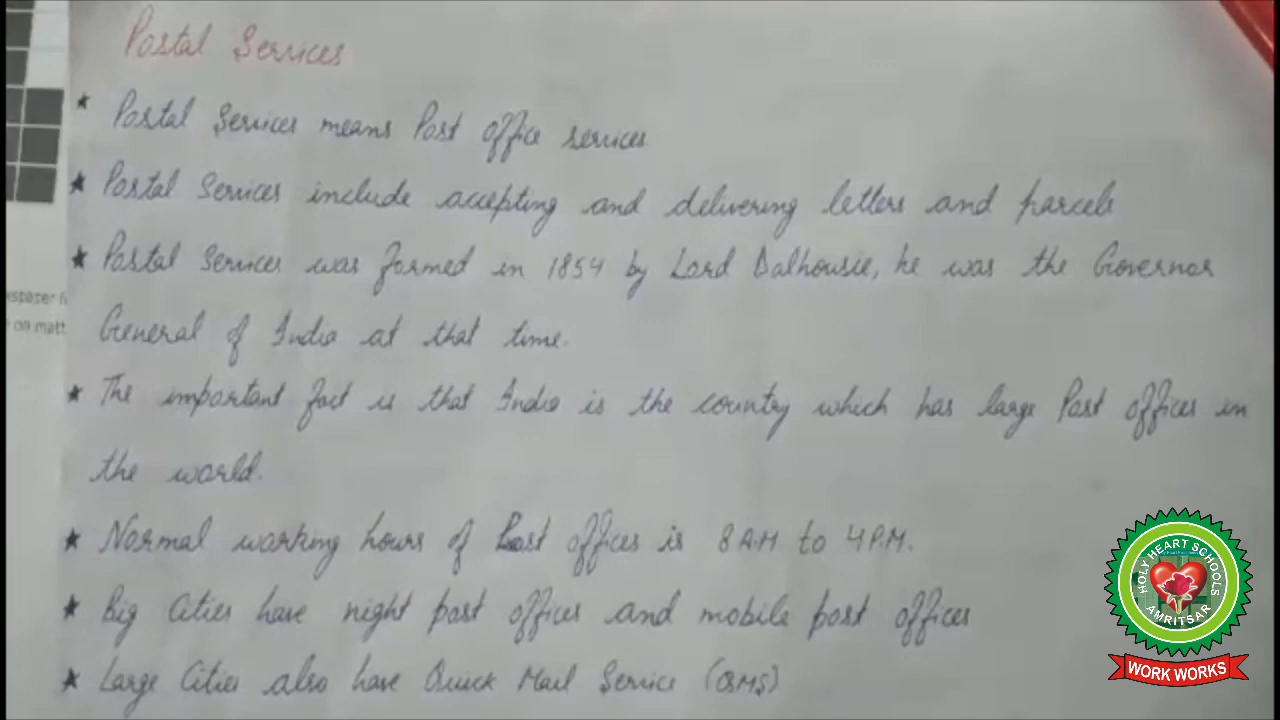 Postal Services
* Postal Services means Post office services
* Postal Services include accepting and delivering letters and parcels
* Postal Services was formed in 1854 by Lord Dalhousie, he was the Governor
General of India at that time.
* The important fact is that India is the country which has large Post offices in
the world.
* Normal working hours of Post offices is 8 A.M to 4 P.M.
* Big Cities have night post offices and mobile post offices
* Large Cities also have Quick Mail Service (QMS)
on matt
HOLY HEART SCHOOLS
AMRITSAR
WORK WORKS